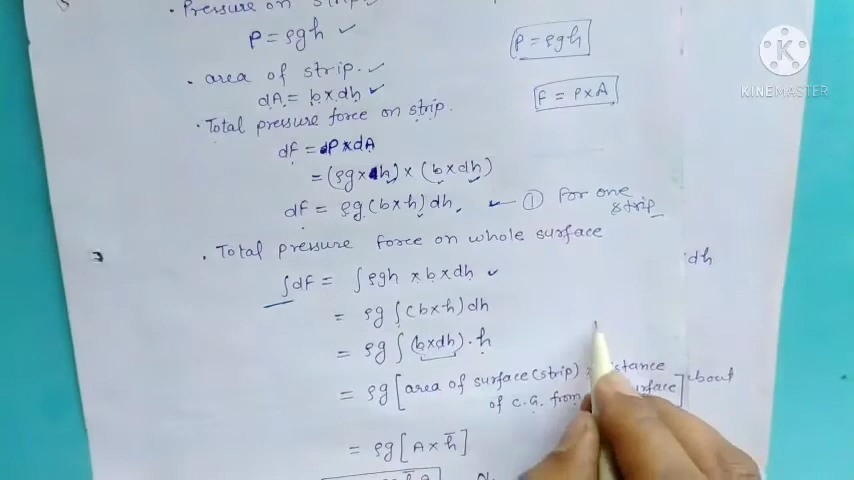 • Pressure on strip.
P = ρgh ✓
P = ρgh
• area of strip. ✓
dA = b×dh ✓
F = P×A
• Total pressure force on strip.
df = P×dA
= (ρg×h) × (b×dh)
df = ρg(b×h)dh. ← ① For one strip
• Total pressure force on whole surface
∫df = ∫ρgh × b×dh ✓
dh
= ρg∫(b×h)dh
= ρg∫(b×dh)·h
= ρg[area of surface (strip) × distance
of C.G. from surface] about
= ρg[A×h̄]
KINEMASTER